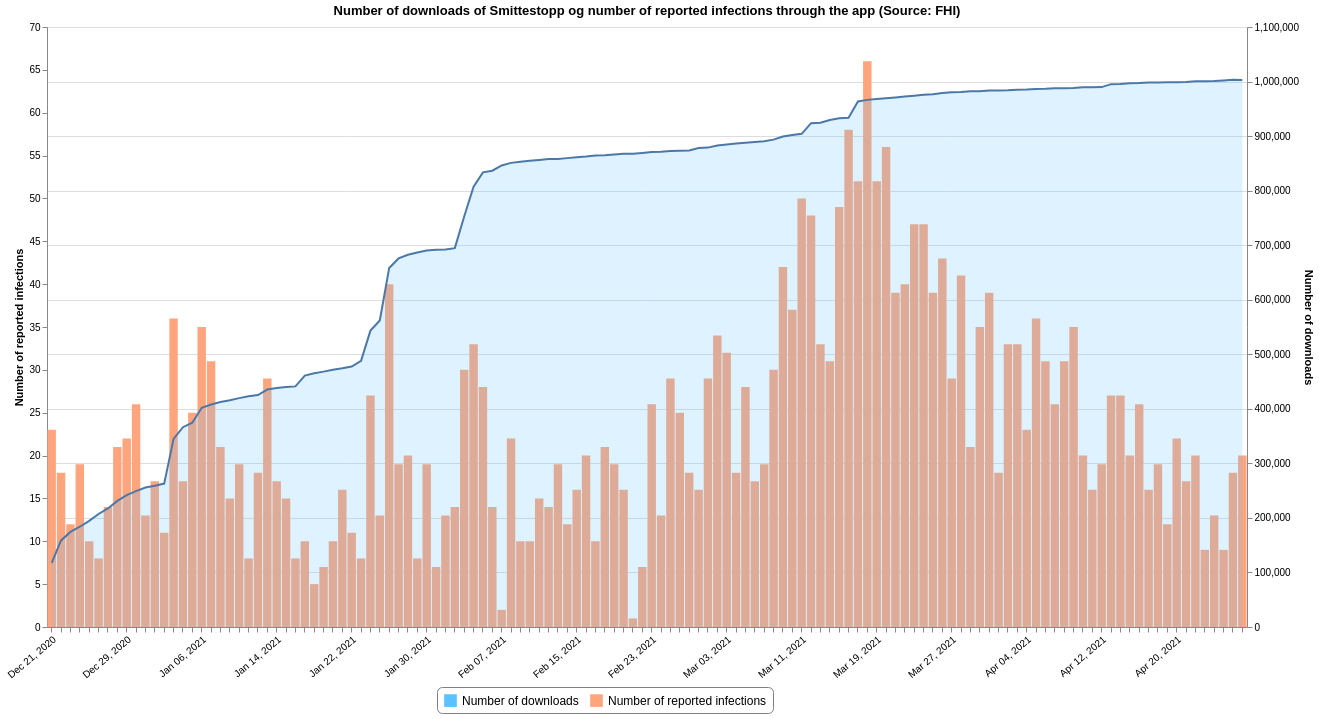 Number of downloads of Smittestopp og number of reported infections through the app (Source: FHI)
70
65
60
55
50
45
40
35
30
25
20
15
10
5
0
Number of reported infections
1,100,000
1,000,000
900,000
800,000
700,000
600,000
500,000
400,000
300,000
200,000
100,000
0
Number of downloads
Dec 21, 2020
Dec 29, 2020
Jan 06, 2021
Jan 14, 2021
Jan 22, 2021
Jan 30, 2021
Feb 07, 2021
Feb 15, 2021
Feb 23, 2021
Mar 03, 2021
Mar 11, 2021
Mar 19, 2021
Mar 27, 2021
Apr 04, 2021
Apr 12, 2021
Apr 20, 2021
Number of downloads
Number of reported infections